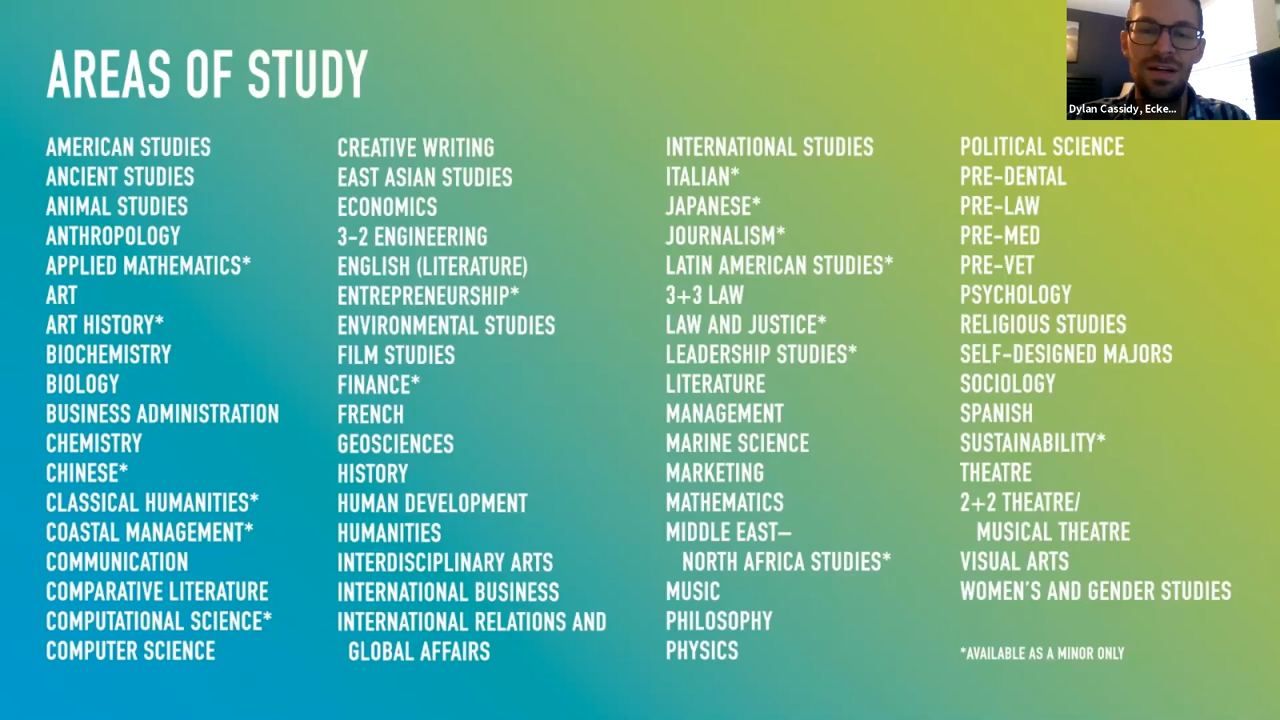 AREAS OF STUDY
Dylan Cassidy, Ecke...
AMERICAN STUDIES
ANCIENT STUDIES
ANIMAL STUDIES
ANTHROPOLOGY
APPLIED MATHEMATICS*
ART
ART HISTORY*
BIOCHEMISTRY
BIOLOGY
BUSINESS ADMINISTRATION
CHEMISTRY
CHINESE*
CLASSICAL HUMANITIES*
COASTAL MANAGEMENT*
COMMUNICATION
COMPARATIVE LITERATURE
COMPUTATIONAL SCIENCE*
COMPUTER SCIENCE
CREATIVE WRITING
EAST ASIAN STUDIES
ECONOMICS
3-2 ENGINEERING
ENGLISH (LITERATURE)
ENTREPRENEURSHIP*
ENVIRONMENTAL STUDIES
FILM STUDIES
FINANCE*
FRENCH
GEOSCIENCES
HISTORY
HUMAN DEVELOPMENT
HUMANITIES
INTERDISCIPLINARY ARTS
INTERNATIONAL BUSINESS
INTERNATIONAL RELATIONS AND
GLOBAL AFFAIRS
INTERNATIONAL STUDIES
ITALIAN*
JAPANESE*
JOURNALISM*
LATIN AMERICAN STUDIES*
3+3 LAW
LAW AND JUSTICE*
LEADERSHIP STUDIES*
LITERATURE
MANAGEMENT
MARINE SCIENCE
MARKETING
MATHEMATICS
MIDDLE EAST–
NORTH AFRICA STUDIES*
MUSIC
PHILOSOPHY
PHYSICS
POLITICAL SCIENCE
PRE-DENTAL
PRE-LAW
PRE-MED
PRE-VET
PSYCHOLOGY
RELIGIOUS STUDIES
SELF-DESIGNED MAJORS
SOCIOLOGY
SPANISH
SUSTAINABILITY*
THEATRE
2+2 THEATRE/
MUSICAL THEATRE
VISUAL ARTS
WOMEN'S AND GENDER STUDIES
*AVAILABLE AS A MINOR ONLY